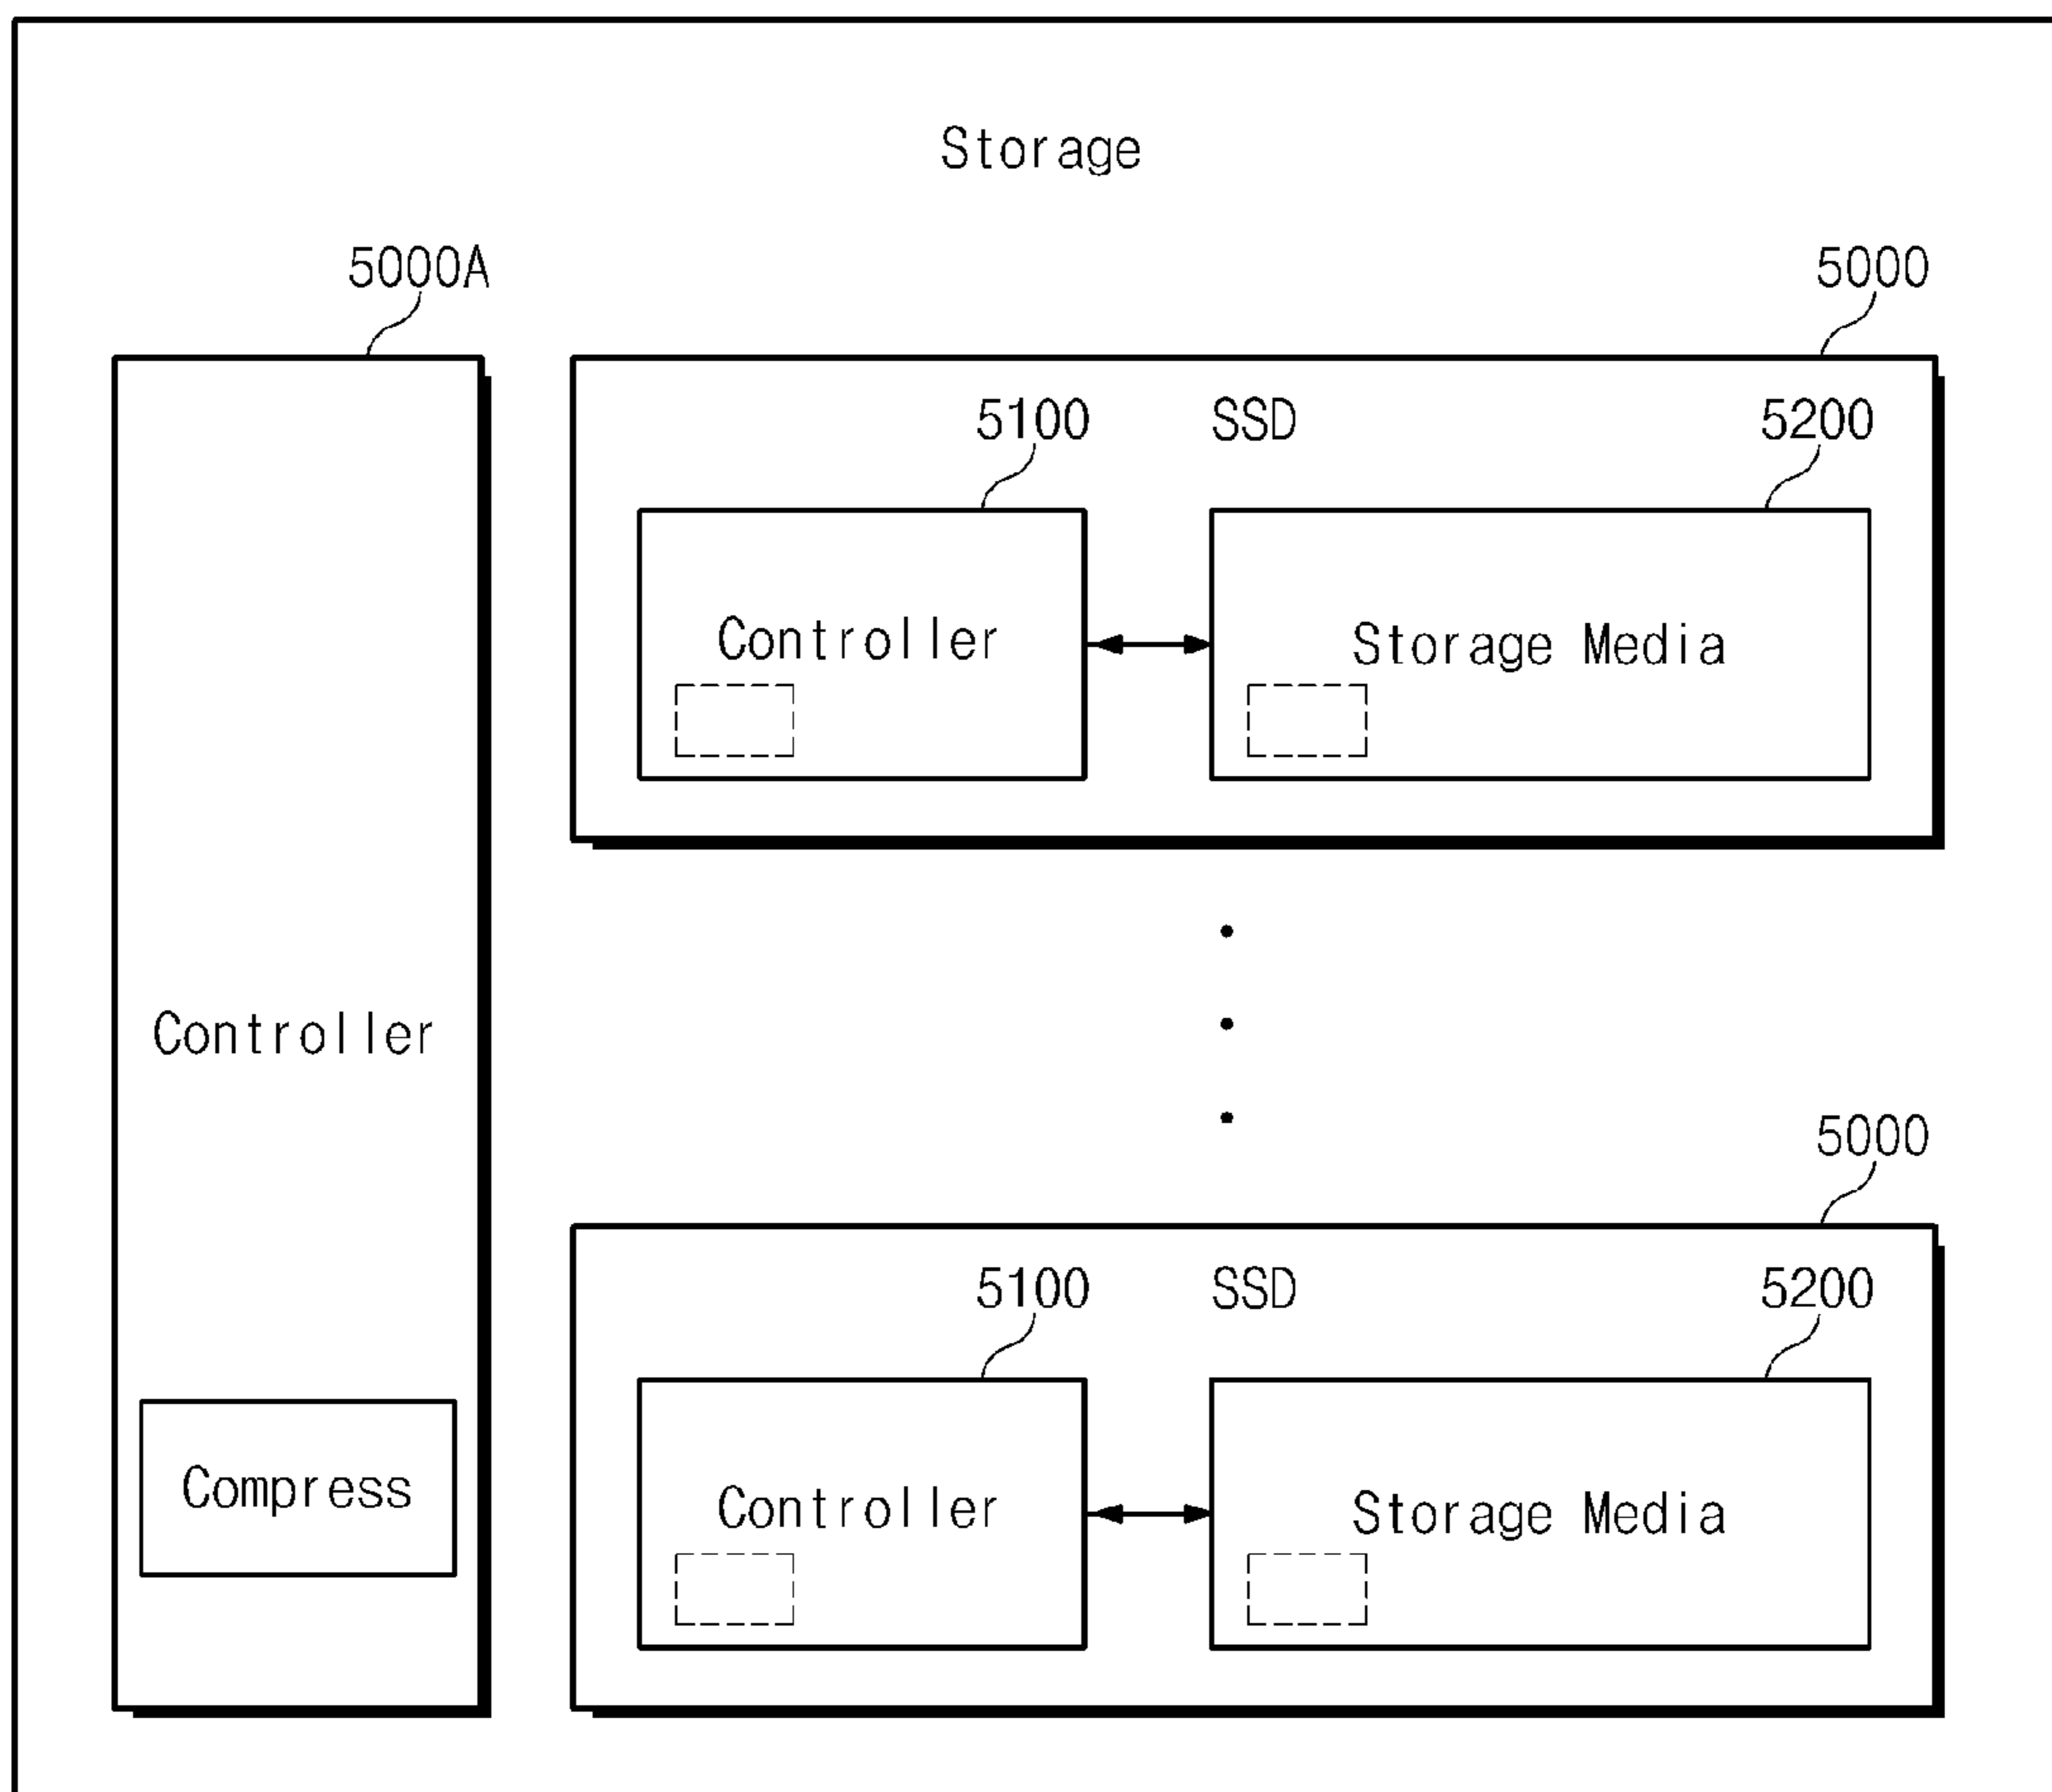 Storage
5000A
5000
5100 SSD 5200
Controller
Storage Media
Controller
5000
5100 SSD 5200
Compress
Controller
Storage Media